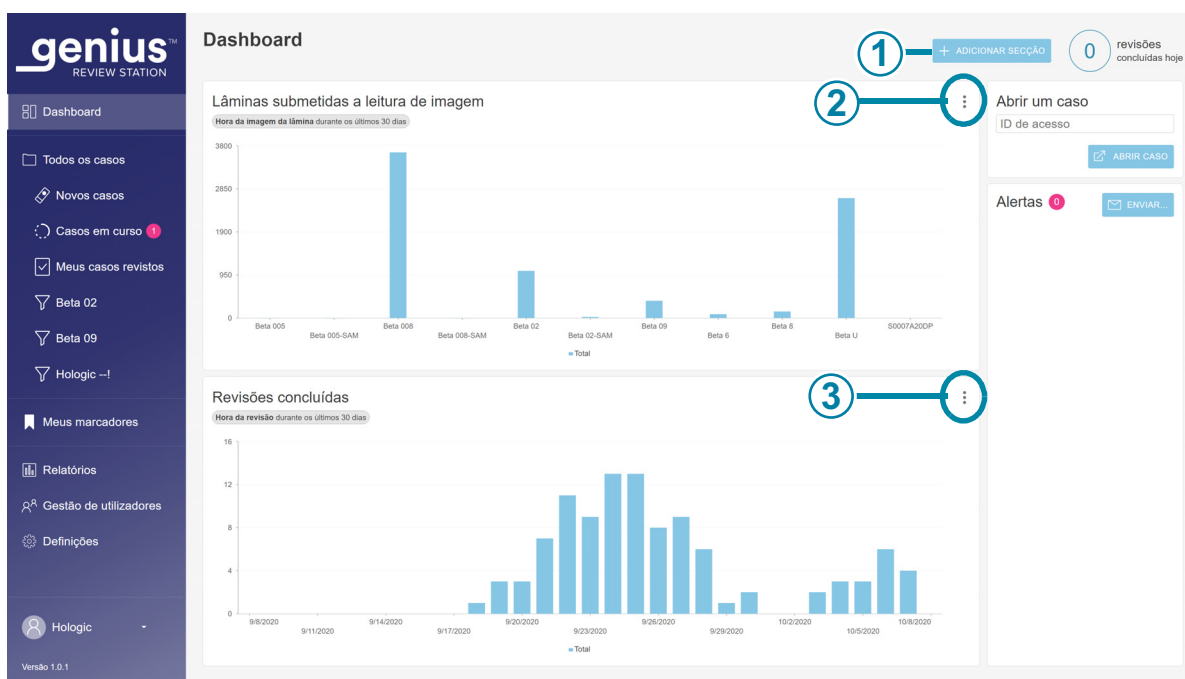 genius™
REVIEW STATION
Dashboard
Todos os casos
Novos casos
Casos em curso 1
Meus casos revistos
Beta 02
Beta 09
Hologic --!
Meus marcadores
Relatórios
Gestão de utilizadores
Definições
Hologic
Versão 1.0.1
Dashboard
1
+ ADICIONAR SECÇÃO
0
revisões
concluídas hoje
Lâminas submetidas a leitura de imagem
2
Hora da imagem da lâmina durante os últimos 30 dias
3800
2850
1900
950
0
Beta 005
Beta 005-SAM
Beta 008
Beta 008-SAM
Beta 02
Beta 02-SAM
Beta 09
Beta 6
Beta 8
Beta U
S0007A20DP
Total
Abrir um caso
ID de acesso
ABRIR CASO
Alertas 0
ENVIAR...
Revisões concluídas
3
Hora da revisão durante os últimos 30 dias
16
12
8
4
0
9/8/2020
9/11/2020
9/14/2020
9/17/2020
9/20/2020
9/23/2020
9/26/2020
9/29/2020
10/2/2020
10/5/2020
10/8/2020
Total